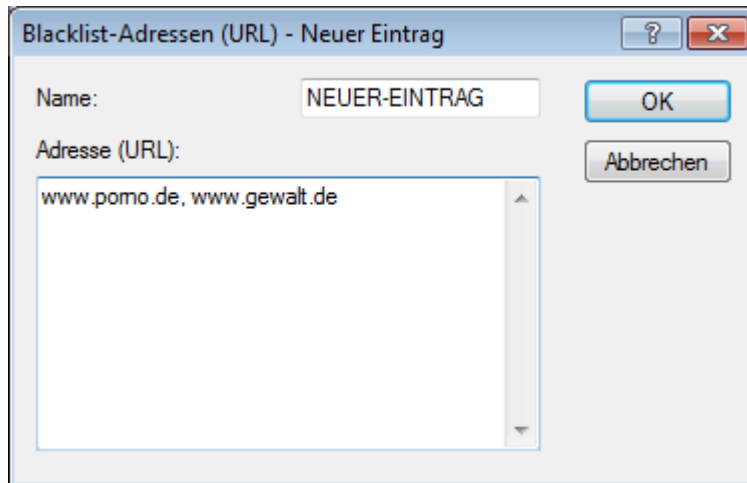 Blacklist-Adressen (URL) - Neuer Eintrag
?
Name:
NEUER-EINTRAG
OK
Adresse (URL):
Abbrechen
www.porno.de, www.gewalt.de